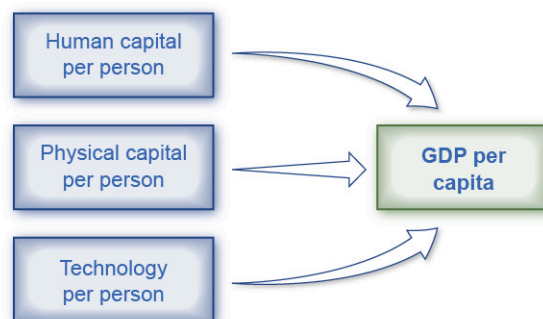 Human capital
per person
Physical capital
per person
GDP per
capita
Technology
per person